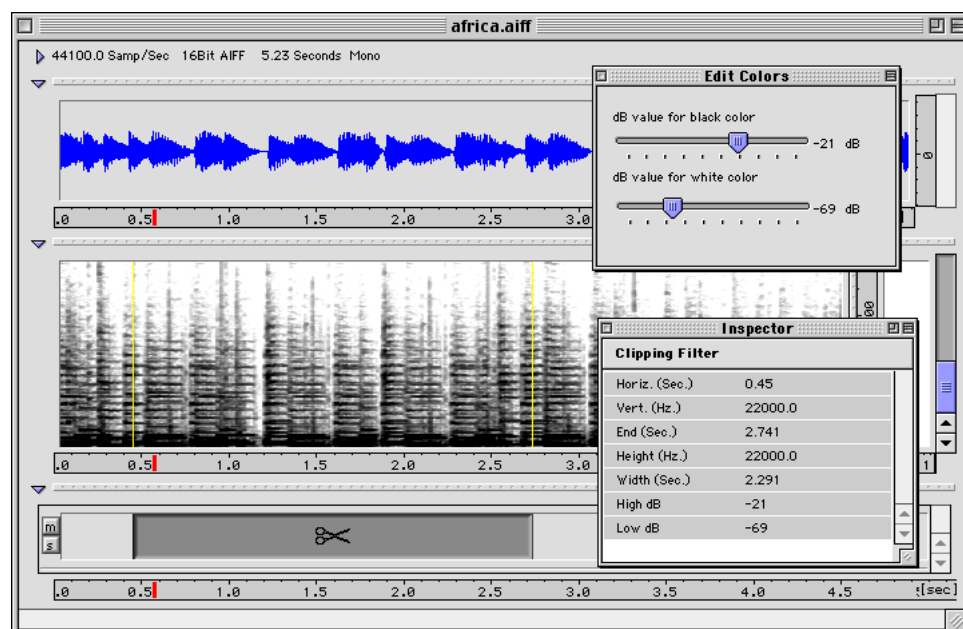 africa.aiff
44100.0 Samp/Sec 16Bit AIFF 5.23 Seconds Mono
Edit Colors
dB value for black color
-21 dB
dB value for white color
-69 dB
0
.0 0.5 1.0 1.5 2.0 2.5 3.0
Inspector
Clipping Filter
Horiz. (Sec.) 0.45
Vert. (Hz.) 22000.0
End (Sec.) 2.741
Height (Hz.) 22000.0
Width (Sec.) 2.291
High dB -21
Low dB -69
.0 0.5 1.0 1.5 2.0 2.5 3.0
m
s
.0 0.5 1.0 1.5 2.0 2.5 3.0 3.5 4.0 4.5 [sec]